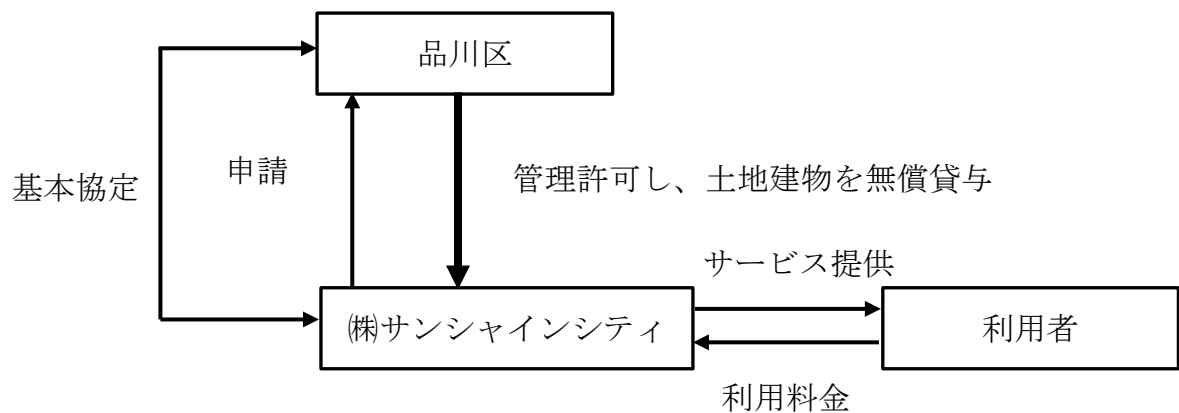 品川区
申請
基本協定
管理許可し、土地建物を無償貸与
サービス提供
㈱サンシャインシティ
利用者
利用料金